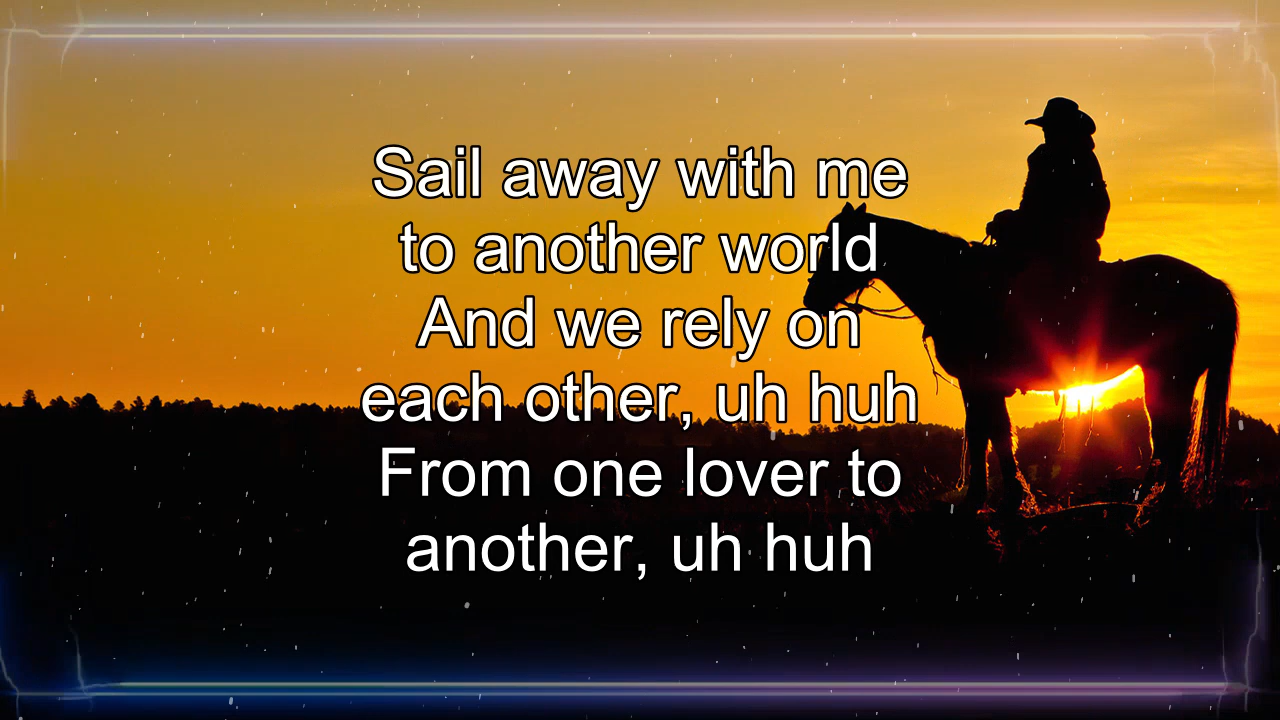 Sail away with me
to another world
And we rely on
each other, uh huh
From one lover to
another, uh huh